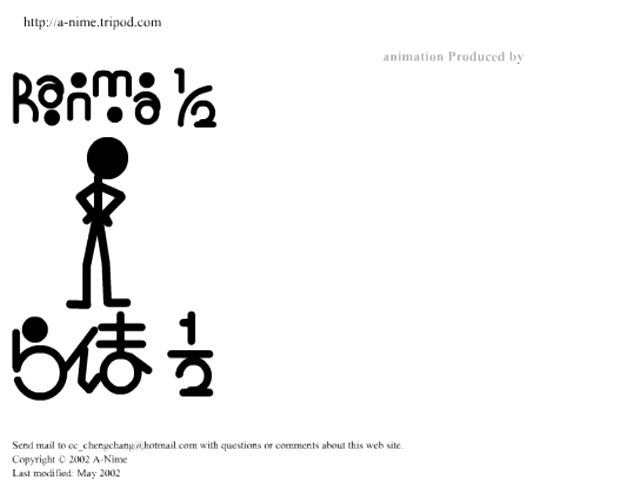 http://a-nime.tripod.com
animation Produced by
Ranma 1/2
らんま 1/2
Send mail to cc_chengchang@hotmail.com with questions or comments about this web site.
Copyright © 2002 A-Nime
Last modified: May 2002